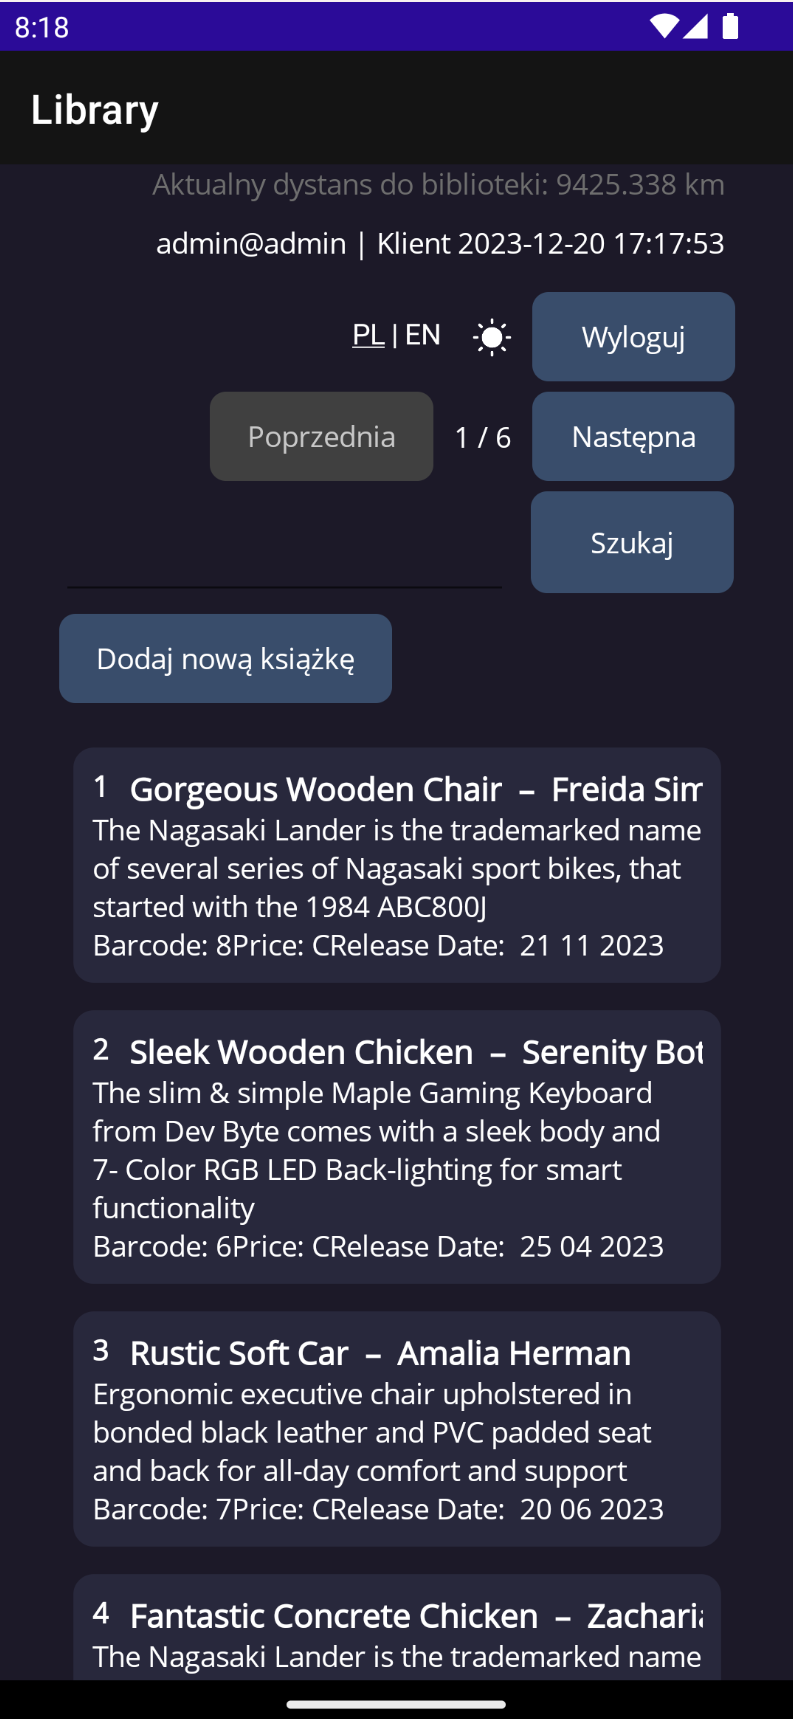 8:18
Library
Aktualny dystans do biblioteki: 9425.338 km
admin@admin | Klient 2023-12-20 17:17:53
PL | EN Wyloguj
Poprzednia 1 / 6 Następna
Szukaj
Dodaj nową książkę
1 Gorgeous Wooden Chair – Freida Sim
The Nagasaki Lander is the trademarked name
of several series of Nagasaki sport bikes, that
started with the 1984 ABC800J
Barcode: 8Price: CRelease Date: 21 11 2023
2 Sleek Wooden Chicken – Serenity Bot
The slim & simple Maple Gaming Keyboard
from Dev Byte comes with a sleek body and
7- Color RGB LED Back-lighting for smart
functionality
Barcode: 6Price: CRelease Date: 25 04 2023
3 Rustic Soft Car – Amalia Herman
Ergonomic executive chair upholstered in
bonded black leather and PVC padded seat
and back for all-day comfort and support
Barcode: 7Price: CRelease Date: 20 06 2023
4 Fantastic Concrete Chicken – Zacharia
The Nagasaki Lander is the trademarked name